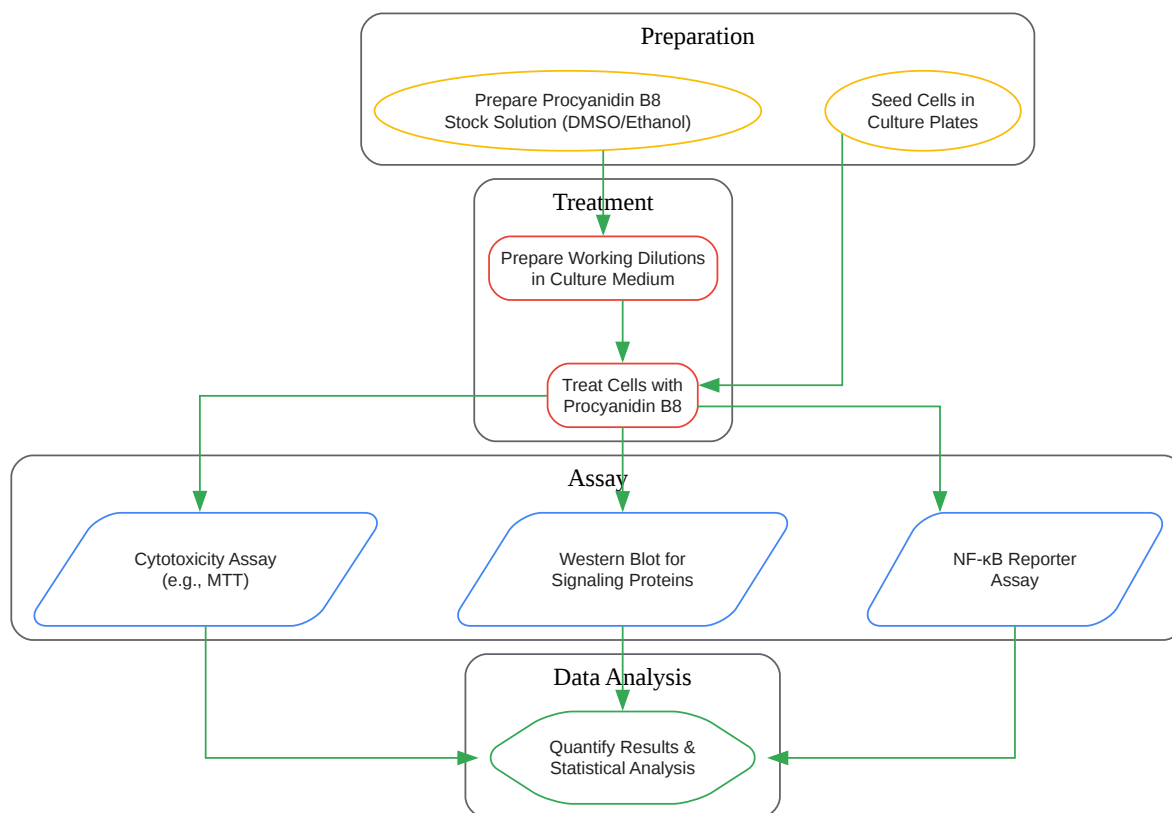 Preparation
Prepare Procyanidin B8
Stock Solution (DMSO/Ethanol)
Seed Cells in
Culture Plates
Treatment
Prepare Working Dilutions
in Culture Medium
Treat Cells with
Procyanidin B8
Assay
Cytotoxicity Assay
(e.g., MTT)
Western Blot for
Signaling Proteins
NF-κB Reporter
Assay
Data Analysis
Quantify Results &
Statistical Analysis